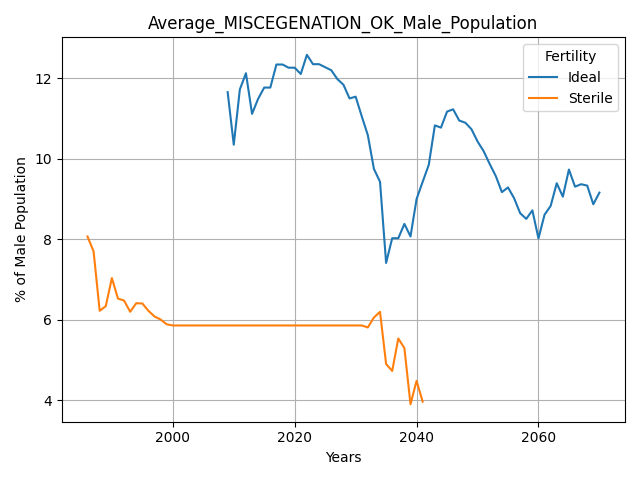 Average_MISCEGENATION_OK_Male_Population
% of Male Population
12
10
8
6
4
Fertility
Ideal
Sterile
2000 2020 2040 2060
Years